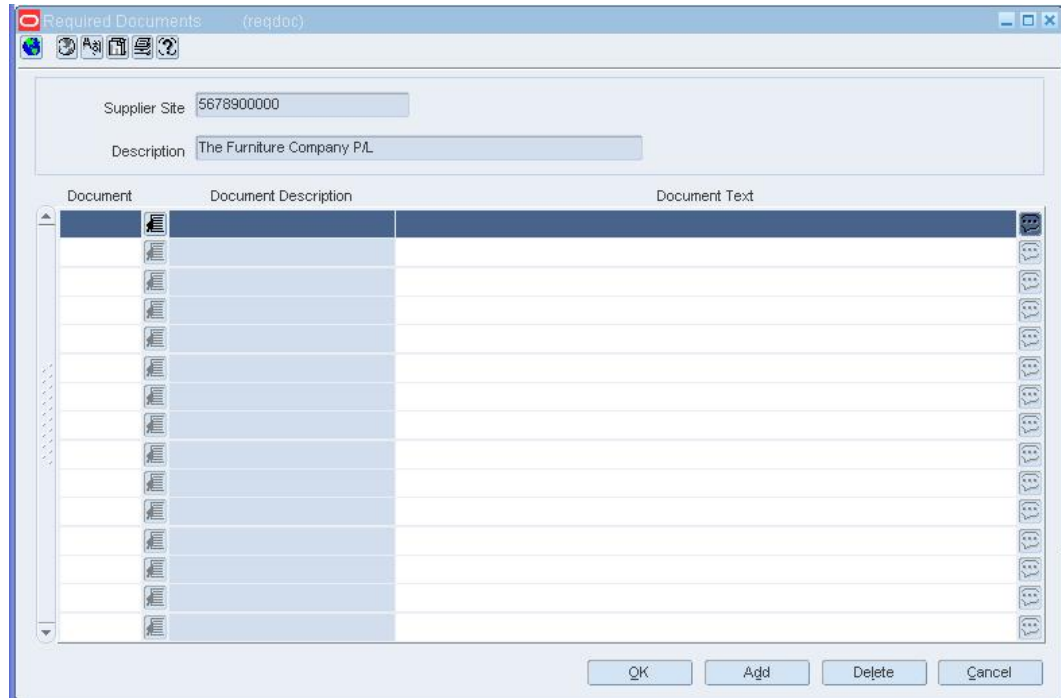 Required Documents (reqdoc)
Supplier Site 5678900000
Description The Furniture Company P/L
Document Document Description Document Text
OK Add Delete Cancel